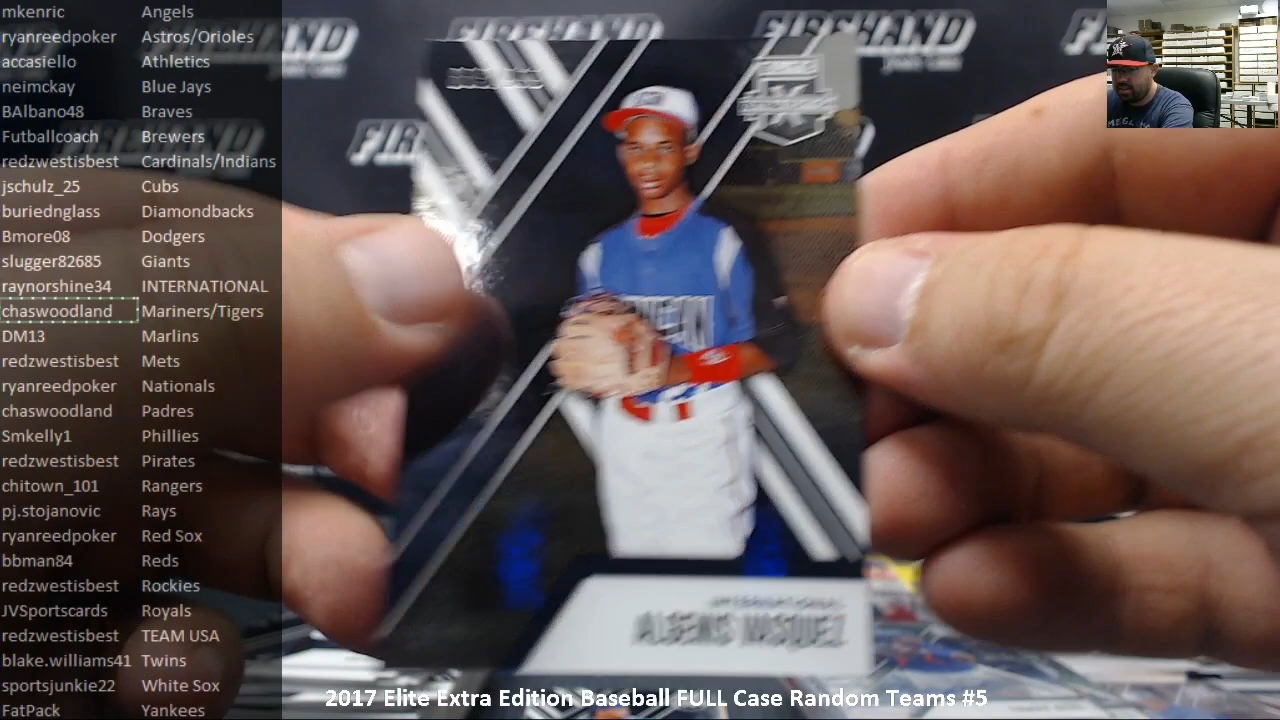 mkenric Angels
ryanreedpoker Astros/Orioles
accasiello Athletics
neimckay Blue Jays
BAlbano48 Braves
Futballcoach Brewers
redzwestisbest Cardinals/Indians
jschulz_25 Cubs
buriednglass Diamondbacks
Bmore08 Dodgers
slugger82685 Giants
raynorshine34 INTERNATIONAL
chaswoodland Mariners/Tigers
DM13 Marlins
redzwestisbest Mets
ryanreedpoker Nationals
chaswoodland Padres
Smkelly1 Phillies
redzwestisbest Pirates
chitown_101 Rangers
pj.stojanovic Rays
ryanreedpoker Red Sox
bbman84 Reds
redzwestisbest Rockies
JVSportscards Royals
redzwestisbest TEAM USA
blake.williams41 Twins
sportsjunkie22 White Sox
FatPack Yankees
FIREHAND
INTERNATIONAL
VASQUEZ
2017 Elite Extra Edition Baseball FULL Case Random Teams #5